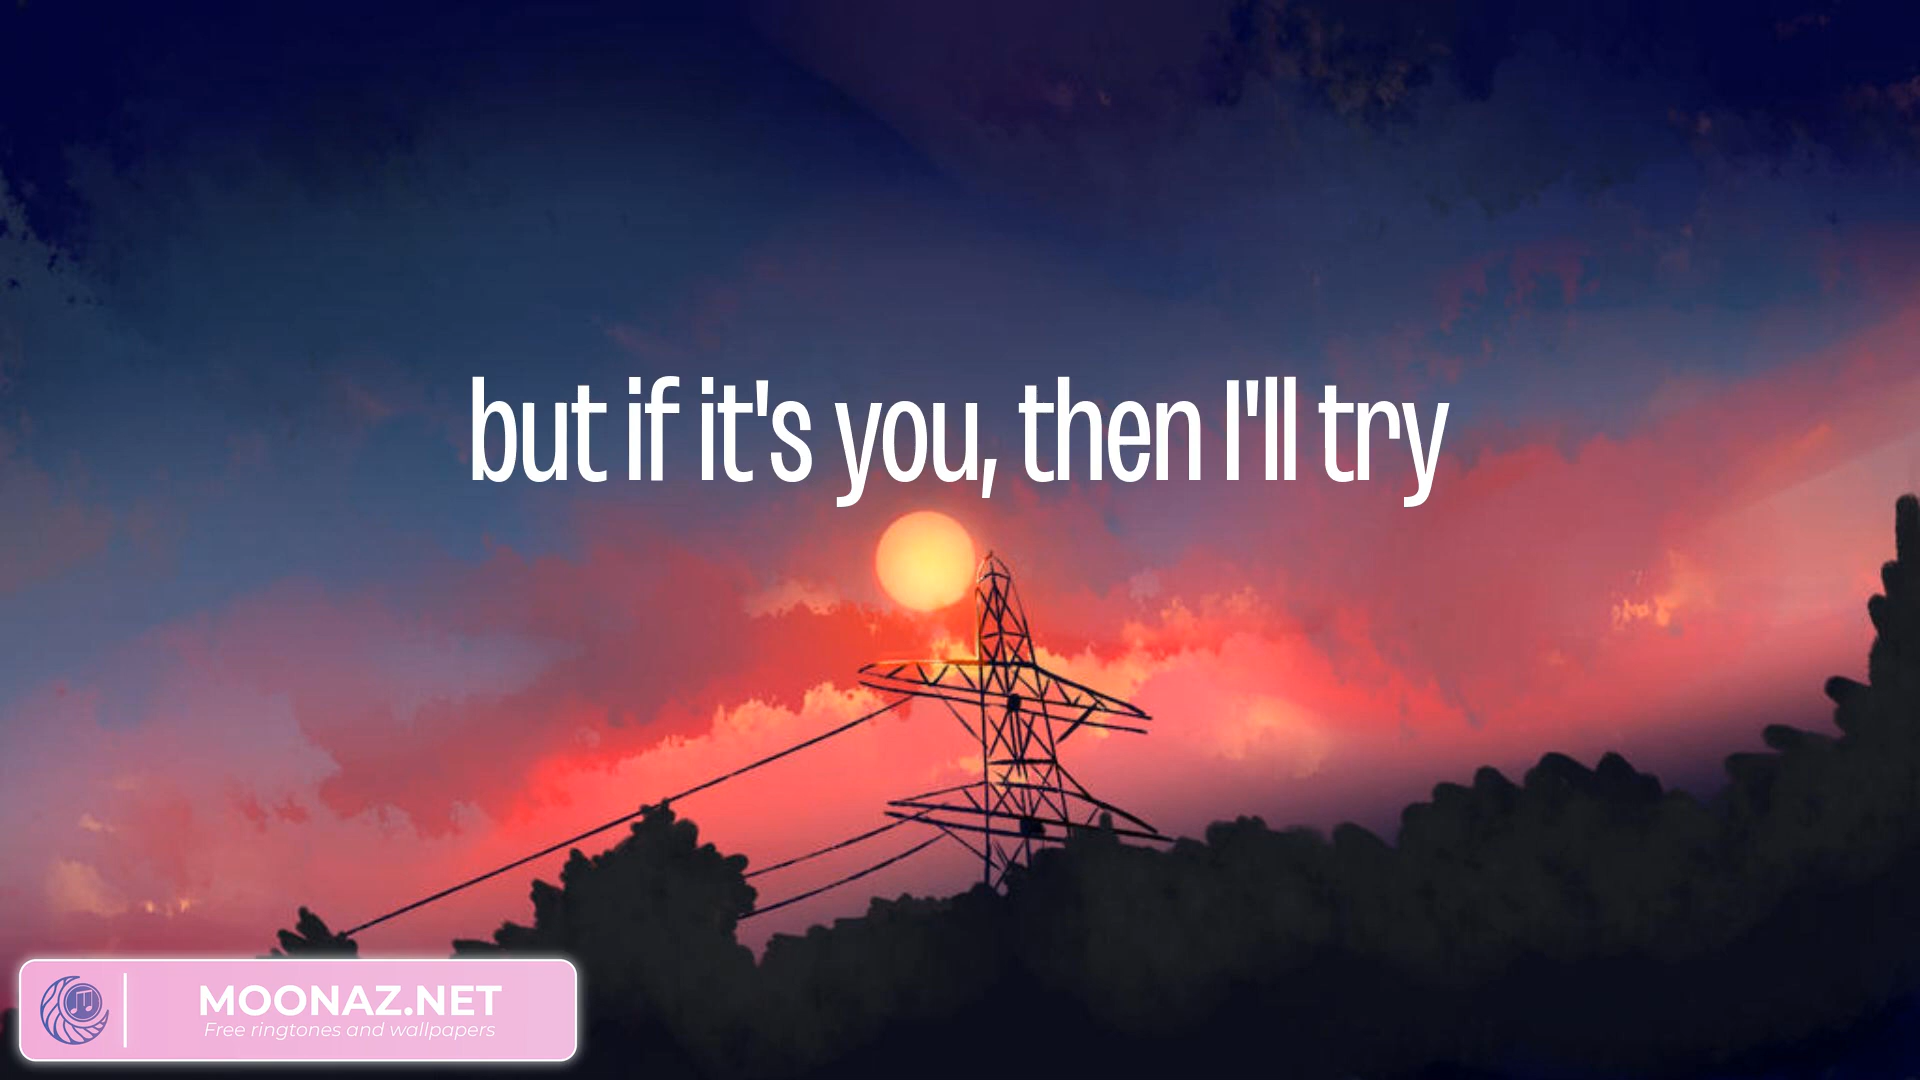 but if it's you, then I'll try
MOONAZ.NET
Free ringtones and wallpapers